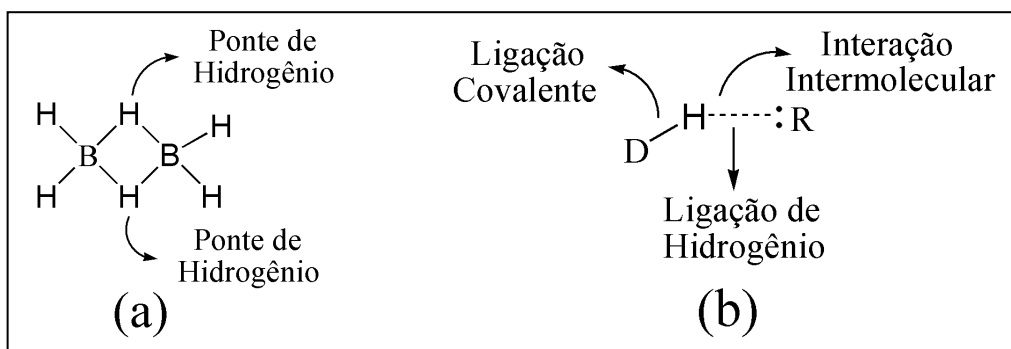 Ponte de
Hidrogênio
H H H
B B
H H H
Ponte de
Hidrogênio
(a)
Ligação
Covalente
Interação
Intermolecular
H :R
D
Ligação de
Hidrogênio
(b)